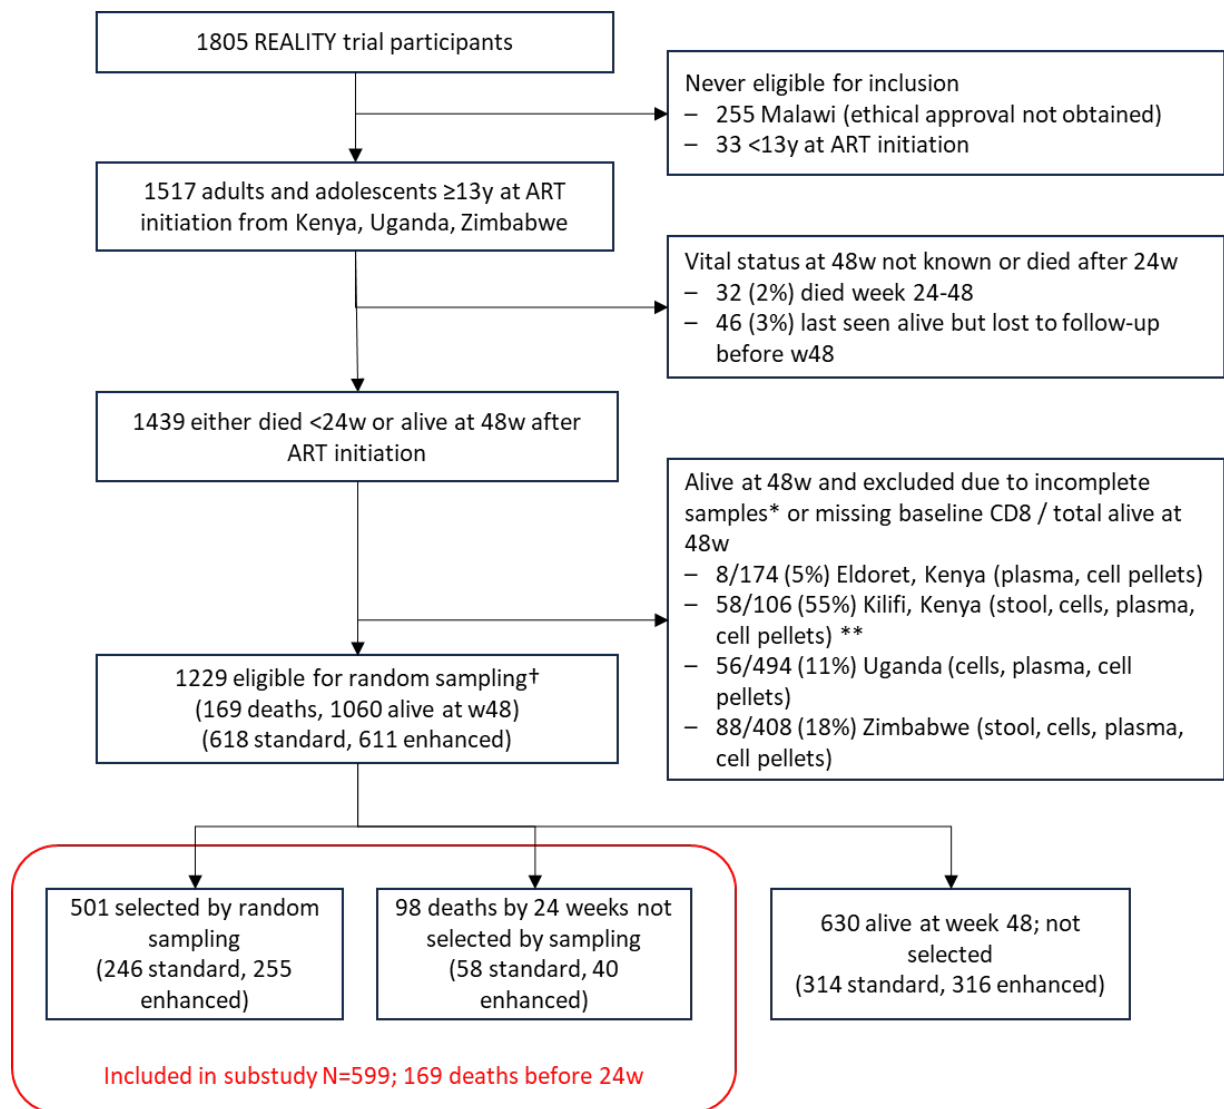 1805 REALITY trial participants
Never eligible for inclusion
– 255 Malawi (ethical approval not obtained)
– 33 <13y at ART initiation
1517 adults and adolescents ≥13y at ART
initiation from Kenya, Uganda, Zimbabwe
Vital status at 48w not known or died after 24w
– 32 (2%) died week 24-48
– 46 (3%) last seen alive but lost to follow-up
before w48
1439 either died <24w or alive at 48w after
ART initiation
Alive at 48w and excluded due to incomplete
samples* or missing baseline CD8 / total alive at
48w
– 8/174 (5%) Eldoret, Kenya (plasma, cell pellets)
– 58/106 (55%) Kilifi, Kenya (stool, cells, plasma,
cell pellets) **
– 56/494 (11%) Uganda (cells, plasma, cell
pellets)
– 88/408 (18%) Zimbabwe (stool, cells, plasma,
cell pellets)
1229 eligible for random sampling†
(169 deaths, 1060 alive at w48)
(618 standard, 611 enhanced)
501 selected by random
sampling
(246 standard, 255
enhanced)
98 deaths by 24 weeks not
selected by sampling
(58 standard, 40
enhanced)
630 alive at week 48; not
selected
(314 standard, 316 enhanced)
Included in substudy N=599; 169 deaths before 24w